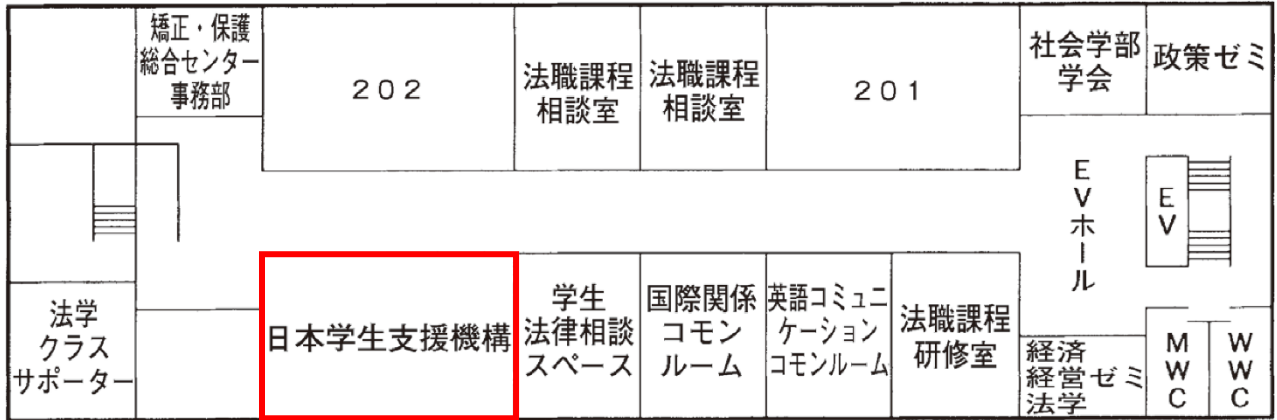 矯正・保護
総合センター
事務部
202
法職課程
相談室
法職課程
相談室
201
社会学部
学会
政策ゼミ
EVホール
EV
法学
クラス
サポーター
日本学生支援機構
学生
法律相談
スペース
国際関係
コモン
ルーム
英語コミュニ
ケーション
コモンルーム
法職課程
研修室
経済
経営ゼミ
法学
MWC
WWC